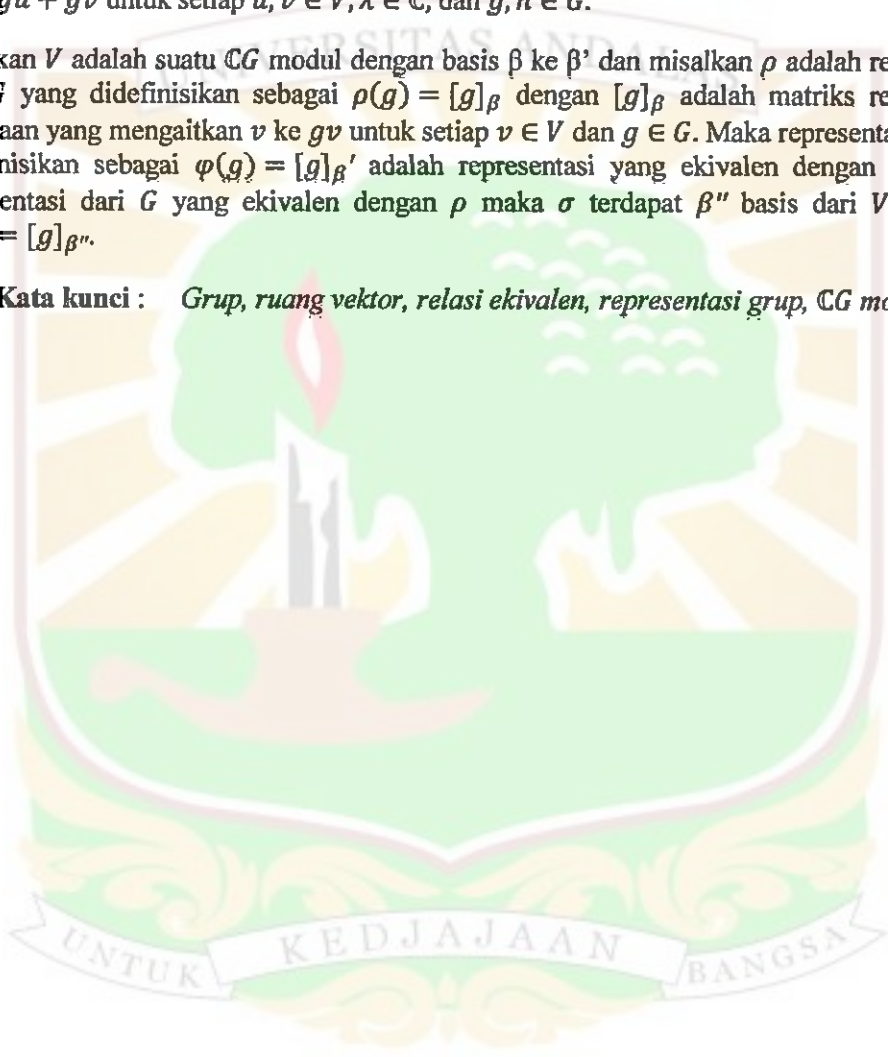 gu + gv untuk setiap u, v ∈ V, λ ∈ ℂ, dan g, h ∈ G.
UNIVERSITAS ANDALAS
kan V adalah suatu ℂG modul dengan basis β ke β' dan misalkan ρ adalah re
yang didefinisikan sebagai ρ(g) = [g]β dengan [g]β adalah matriks re
aan yang mengaitkan v ke gv untuk setiap v ∈ V dan g ∈ G. Maka representa
nisikan sebagai φ(g) = [g]β' adalah representasi yang ekivalen dengan
entasi dari G yang ekivalen dengan ρ maka σ terdapat β'' basis dari V
= [g]β''.
Kata kunci : Grup, ruang vektor, relasi ekivalen, representasi grup, ℂG mo
UNTUK KEDJAJAAN BANGSA